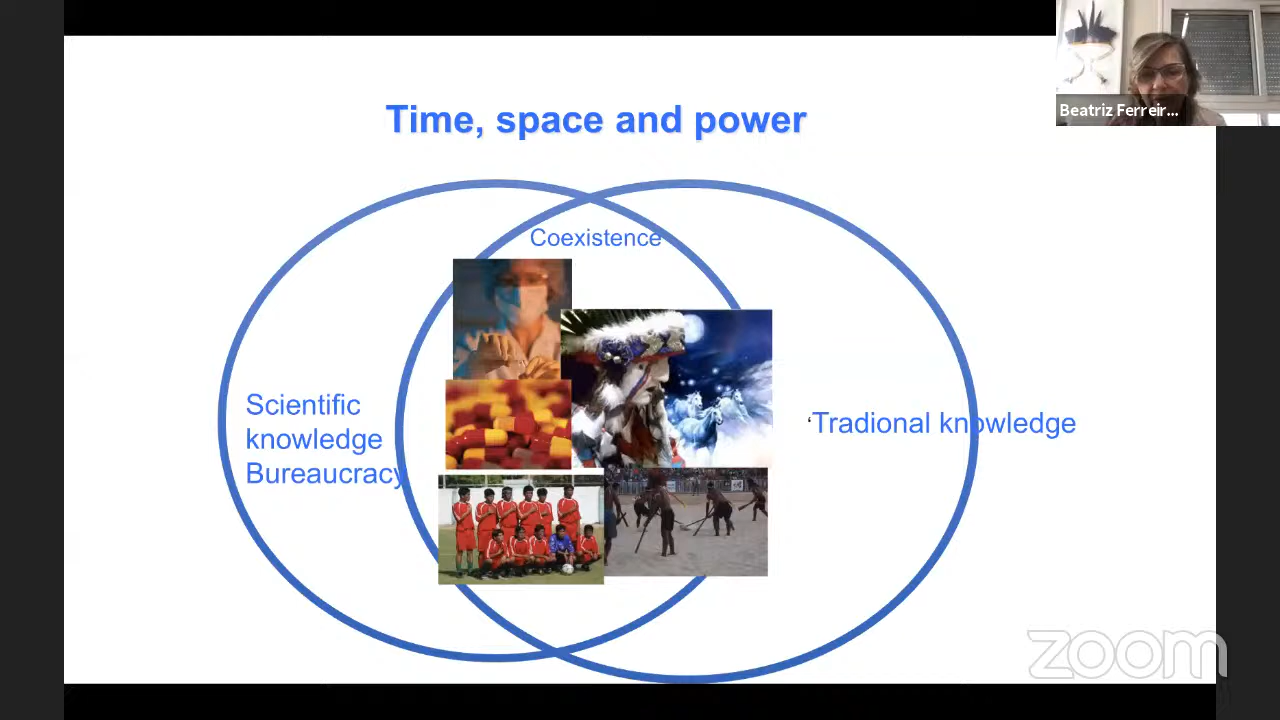 Time, space and power
Beatriz Ferreir...
Coexistence
Scientific
knowledge
Bureaucracy
‘Tradional knowledge
zoom